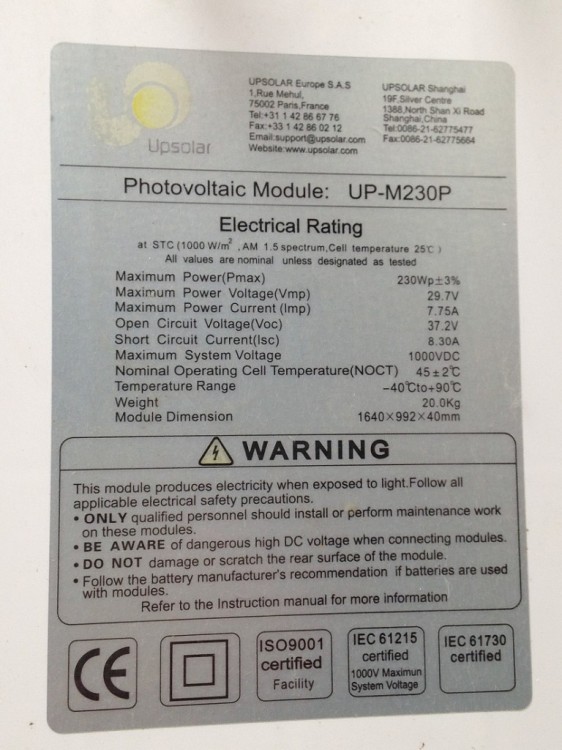 Upsolar
UPSOLAR Europe S.A.S
1,Rue Mehul,
75002 Paris,France
Tel:+31 1 42 86 67 76
Fax:+33 1 42 86 02 12
Email:support@upsolar.com
Website:www.upsolar.com
UPSOLAR Shanghai
19F,Silver Centre
1388,North Shan Xi Road
Shanghai,China
Tel:0086-21-62775477
Fax:0086-21-62775664
Photovoltaic Module: UP-M230P
Electrical Rating
at STC (1000 W/m² , AM 1.5 spectrum,Cell temperature 25℃ )
All values are nominal unless designated as tested
Maximum Power(Pmax) 230Wp±3%
Maximum Power Voltage(Vmp) 29.7V
Maximum Power Current (Imp) 7.75A
Open Circuit Voltage(Voc) 37.2V
Short Circuit Current(Isc) 8.30A
Maximum System Voltage 1000VDC
Nominal Operating Cell Temperature(NOCT) 45±2℃
Temperature Range −40℃to+90℃
Weight 20.0Kg
Module Dimension 1640×992×40mm
WARNING
This module produces electricity when exposed to light.Follow all
applicable electrical safety precautions.
• ONLY qualified personnel should install or perform maintenance work
on these modules.
• BE AWARE of dangerous high DC voltage when connecting modules.
• DO NOT damage or scratch the rear surface of the module.
• Follow the battery manufacturer's recommendation if batteries are used
with modules.
Refer to the Instruction manual for more information
CE
ISO9001
certified
Facility
IEC 61215
certified
1000V Maximun
System Voltage
IEC 61730
certified